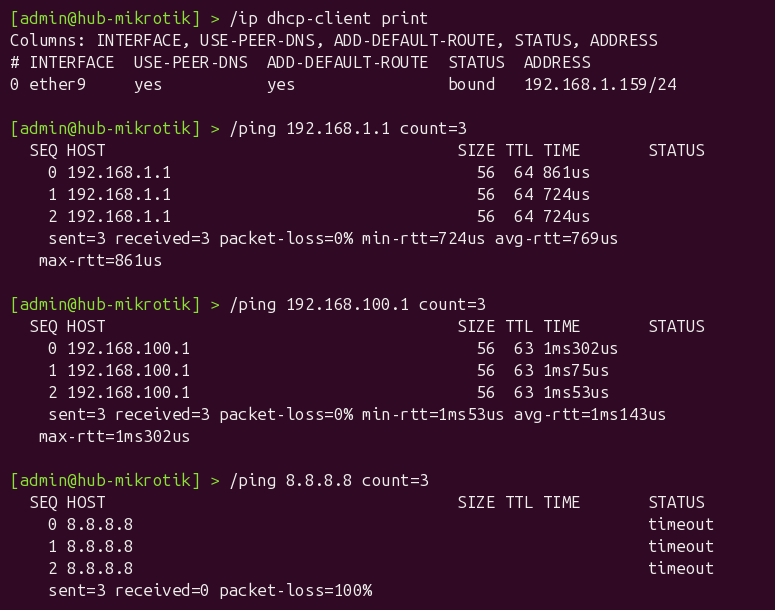 [admin@hub-mikrotik] > /ip dhcp-client print
Columns: INTERFACE, USE-PEER-DNS, ADD-DEFAULT-ROUTE, STATUS, ADDRESS
# INTERFACE  USE-PEER-DNS  ADD-DEFAULT-ROUTE  STATUS  ADDRESS
0 ether9     yes           yes                bound   192.168.1.159/24
[admin@hub-mikrotik] > /ping 192.168.1.1 count=3
  SEQ HOST                                     SIZE TTL TIME       STATUS
    0 192.168.1.1                                56  64 861us
    1 192.168.1.1                                56  64 724us
    2 192.168.1.1                                56  64 724us
    sent=3 received=3 packet-loss=0% min-rtt=724us avg-rtt=769us
   max-rtt=861us
[admin@hub-mikrotik] > /ping 192.168.100.1 count=3
  SEQ HOST                                     SIZE TTL TIME       STATUS
    0 192.168.100.1                              56  63 1ms302us
    1 192.168.100.1                              56  63 1ms75us
    2 192.168.100.1                              56  63 1ms53us
    sent=3 received=3 packet-loss=0% min-rtt=1ms53us avg-rtt=1ms143us
   max-rtt=1ms302us
[admin@hub-mikrotik] > /ping 8.8.8.8 count=3
  SEQ HOST                                     SIZE TTL TIME       STATUS
    0 8.8.8.8                                                      timeout
    1 8.8.8.8                                                      timeout
    2 8.8.8.8                                                      timeout
    sent=3 received=0 packet-loss=100%